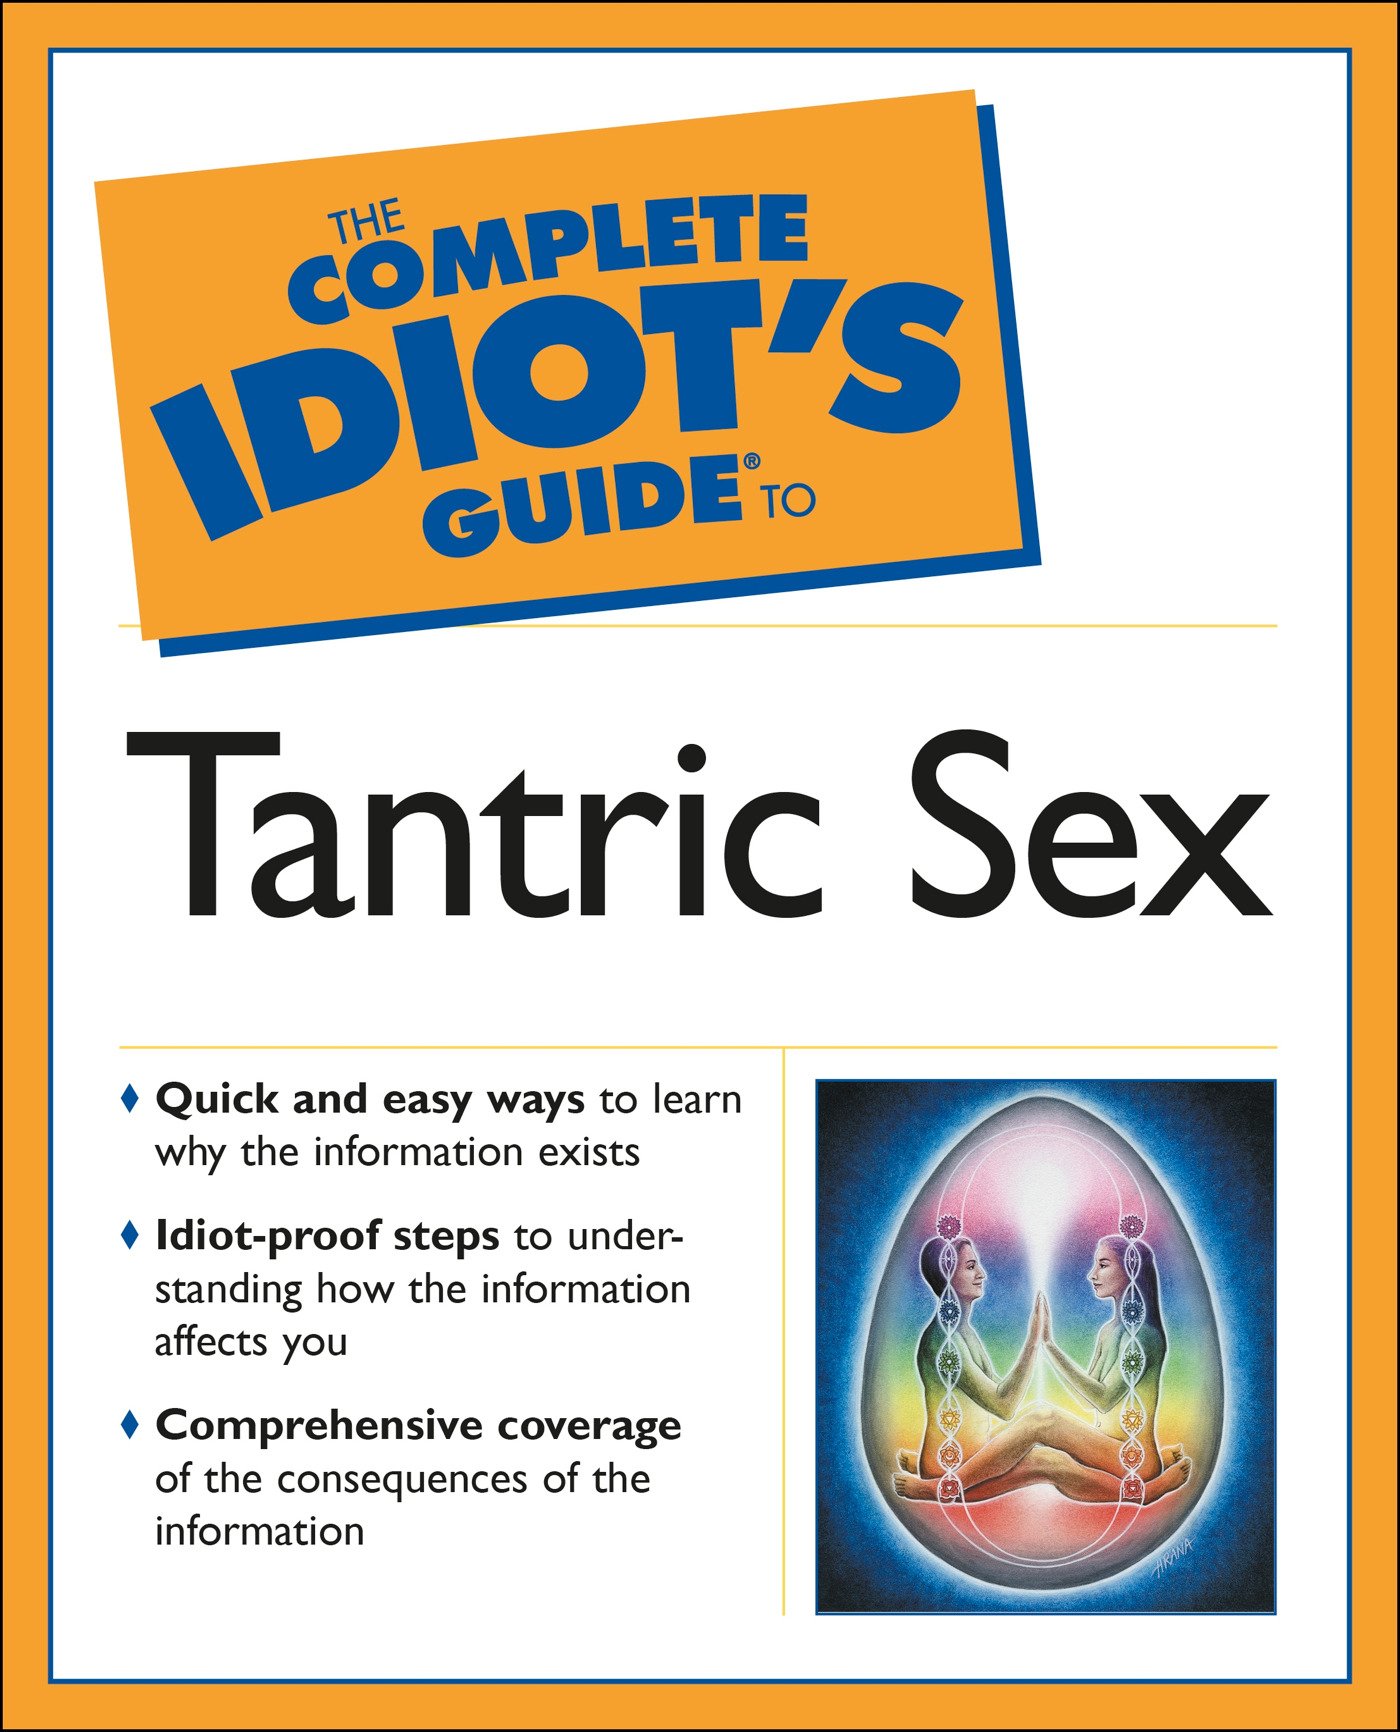 THE
COMPLETE
IDIOT'S
GUIDE® TO
Tantric Sex
♦ Quick and easy ways to learn
why the information exists
♦ Idiot-proof steps to under-
standing how the information
affects you
♦ Comprehensive coverage
of the consequences of the
information
HRANA